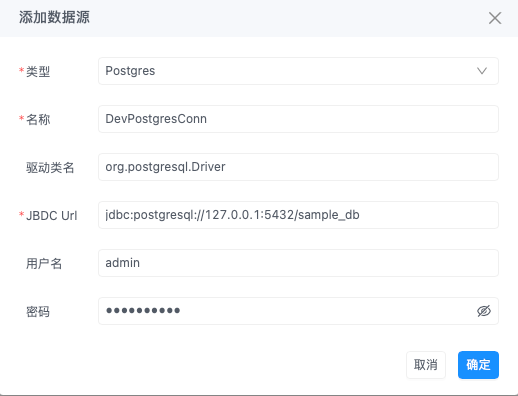 添加数据源
*类型 Postgres
*名称 DevPostgresConn
驱动类名 org.postgresql.Driver
*JBDC Url jdbc:postgresql://127.0.0.1:5432/sample_db
用户名 admin
密码 ••••••••••
取消 确定